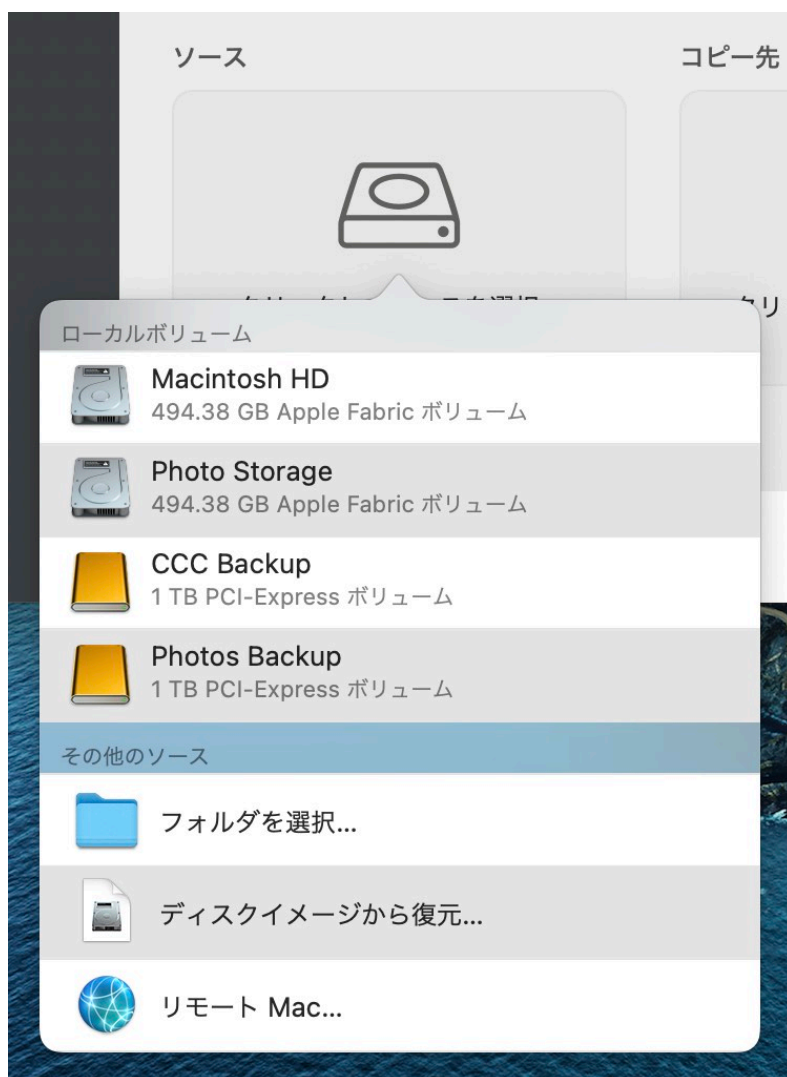 ソース
コピー先
ローカルボリューム
Macintosh HD
494.38 GB Apple Fabric ボリューム
Photo Storage
494.38 GB Apple Fabric ボリューム
CCC Backup
1 TB PCI-Express ボリューム
Photos Backup
1 TB PCI-Express ボリューム
その他のソース
フォルダを選択...
ディスクイメージから復元...
リモート Mac...